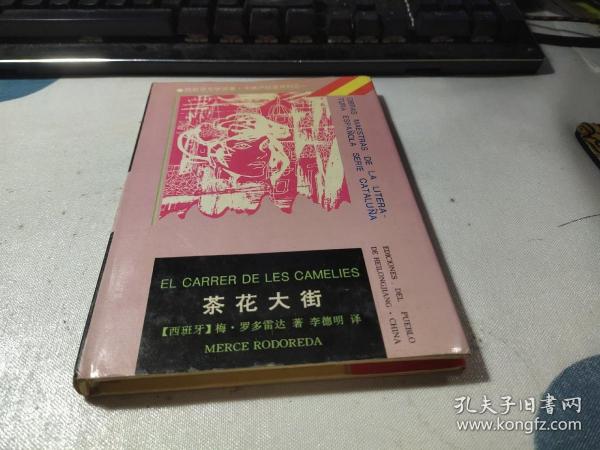 OBRAS MAESTRAS DE LA LITERA-
TURA ESPAÑOLA SERIE CATALUÑA
EL CARRER DE LES CAMELIES
茶花大街
【西班牙】梅·罗多雷达 著 李德明 译
MERCE RODOREDA
EDICIONES DEL PUEBLO
DE HEILONGJIANG·CHINA
孔夫子旧书网
www.kongfz.com